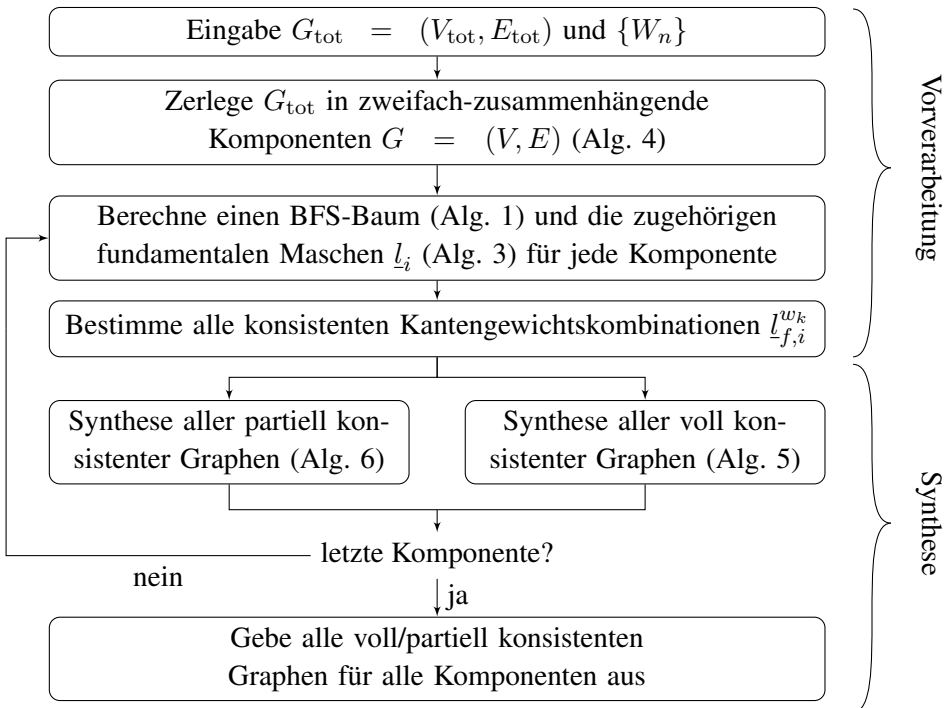 Eingabe G_tot = (V_tot, E_tot) und {W_n}
Zerlege G_tot in zweifach-zusammenhängende
Komponenten G = (V, E) (Alg. 4)
Berechne einen BFS-Baum (Alg. 1) und die zugehörigen
fundamentalen Maschen l_i (Alg. 3) für jede Komponente
Bestimme alle konsistenten Kantengewichtskombinationen l_{f,i}^{w_k}
Vorverarbeitung
Synthese aller partiell kon-
sistenter Graphen (Alg. 6)
Synthese aller voll kon-
sistenter Graphen (Alg. 5)
letzte Komponente?
nein
ja
Gebe alle voll/partiell konsistenten
Graphen für alle Komponenten aus
Synthese